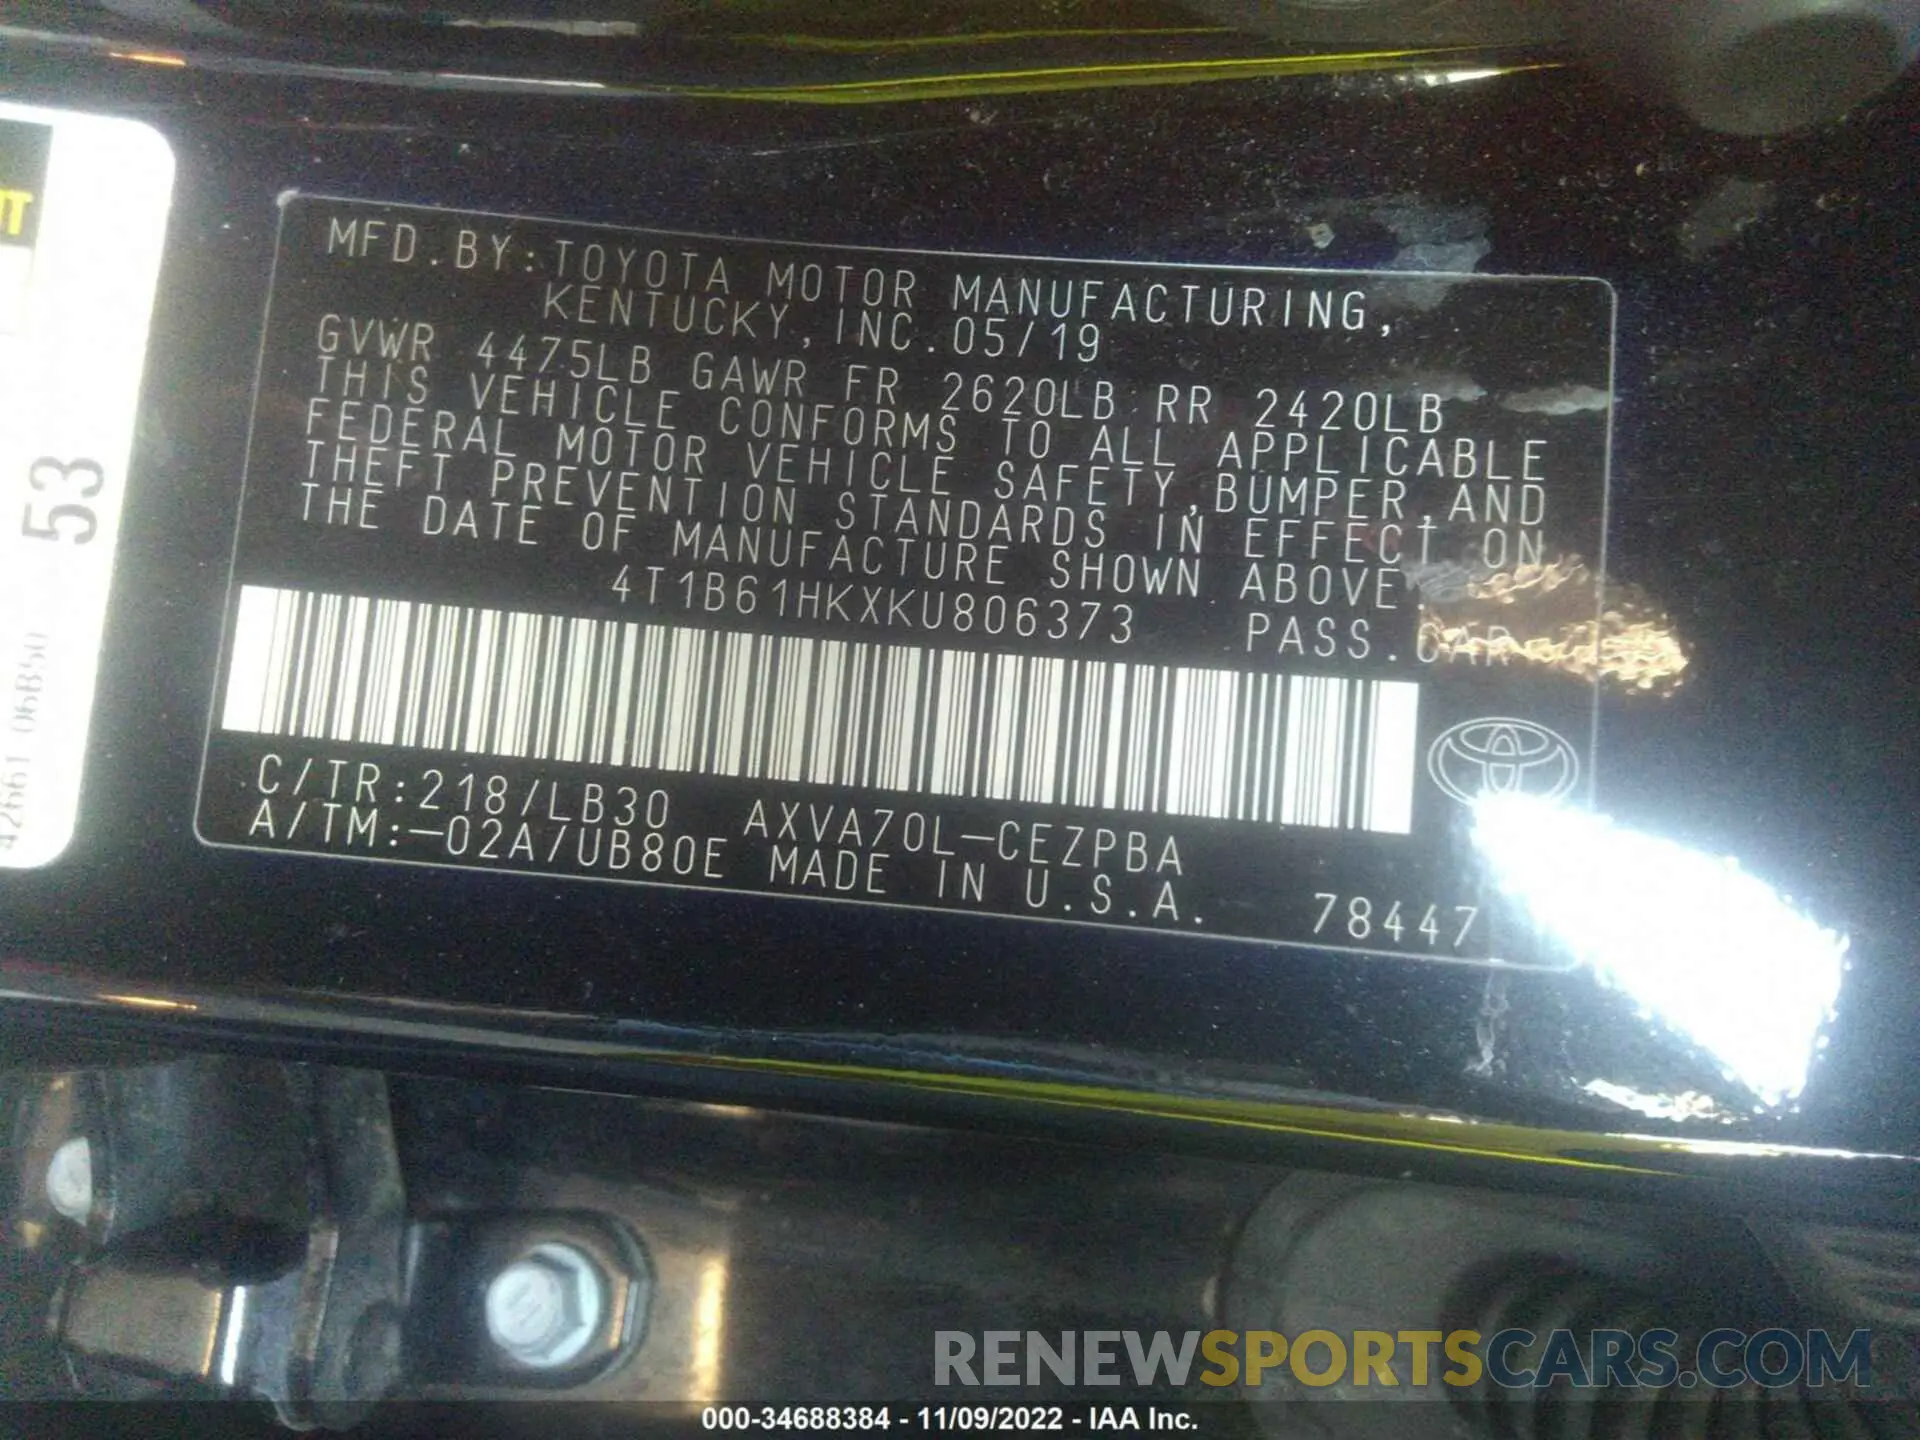 MFD.BY:TOYOTA MOTOR MANUFACTURING,
KENTUCKY, INC. 05/19
GVWR 4475LB GAWR FR 2620LB RR 2420LB
THIS VEHICLE CONFORMS TO ALL APPLICABLE
FEDERAL MOTOR VEHICLE SAFETY, BUMPER, AND
THEFT PREVENTION STANDARDS IN EFFECT ON
THE DATE OF MANUFACTURE SHOWN ABOVE.
4T1B61HKXKU806373 PASS.CAR
C/TR:218/LB30 AXVA70L-CEZPBA
A/TM:-02A/UB80E MADE IN U.S.A. 78447
53
42661 06B50
RENEWSPORTSCARS.COM
000-34688384 - 11/09/2022 - IAA Inc.